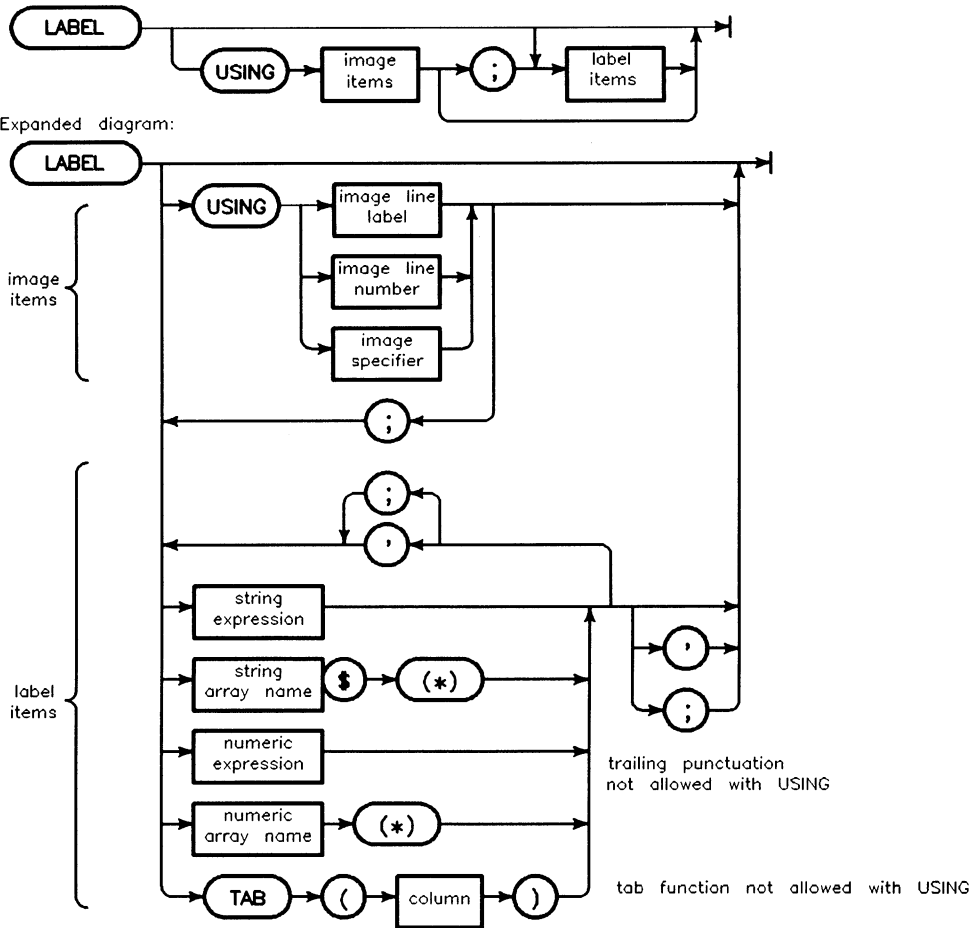 LABEL
USING
image
items
;
label
items
Expanded diagram:
LABEL
USING
image line
label
image line
number
image
specifier
image
items
;
;
,
string
expression
,
string
array name
$
(*)
;
label
items
numeric
expression
trailing punctuation
not allowed with USING
numeric
array name
(*)
TAB
(
column
)
tab function not allowed with USING